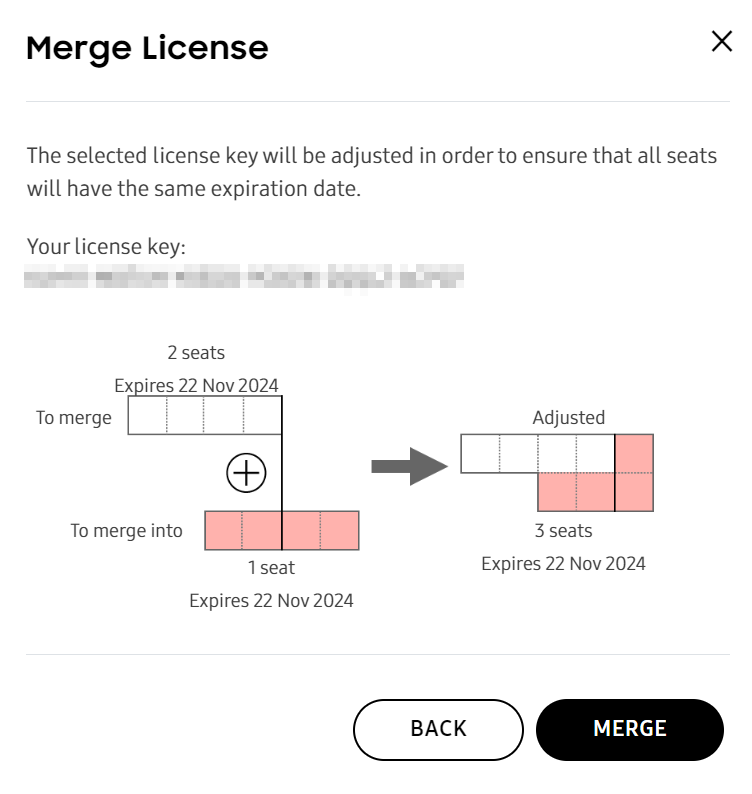 Merge License
The selected license key will be adjusted in order to ensure that all seats
will have the same expiration date.
Your license key:
2 seats
Expires 22 Nov 2024
To merge
To merge into
1 seat
Expires 22 Nov 2024
Adjusted
3 seats
Expires 22 Nov 2024
BACK
MERGE